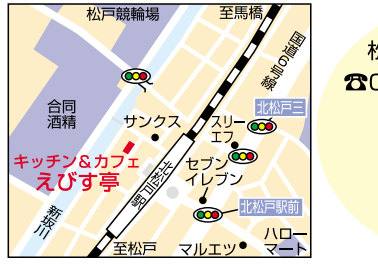 松戸競輪場
至馬橋
国道6号線
合同
酒精
サンクス
スリー
エフ
北松戸三
キッチン&カフェ
えびす亭
北松戸駅
セブン
イレブン
北松戸駅前
新坂川
至松戸
マルエツ
ハロー
マート
☎